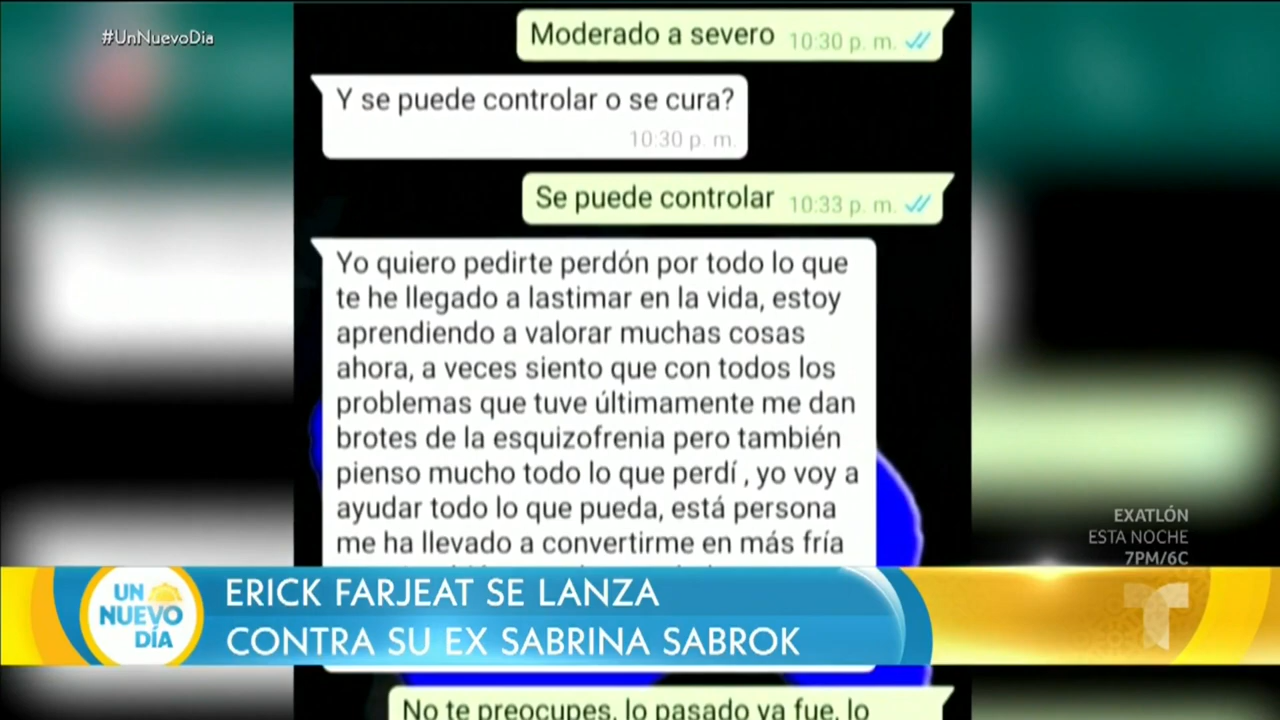 #UnNuevoDia
Moderado a severo 10:30 p. m.
Y se puede controlar o se cura?
10:30 p. m.
Se puede controlar 10:33 p. m.
Yo quiero pedirte perdón por todo lo que
te he llegado a lastimar en la vida, estoy
aprendiendo a valorar muchas cosas
ahora, a veces siento que con todos los
problemas que tuve últimamente me dan
brotes de la esquizofrenia pero también
pienso mucho todo lo que perdí , yo voy a
ayudar todo lo que pueda, está persona
me ha llevado a convertirme en más fría
EXATLÓN
ESTA NOCHE
7PM/6C
UN
NUEVO
DÍA
ERICK FARJEAT SE LANZA
CONTRA SU EX SABRINA SABROK
No te preocupes, lo pasado ya fue, lo